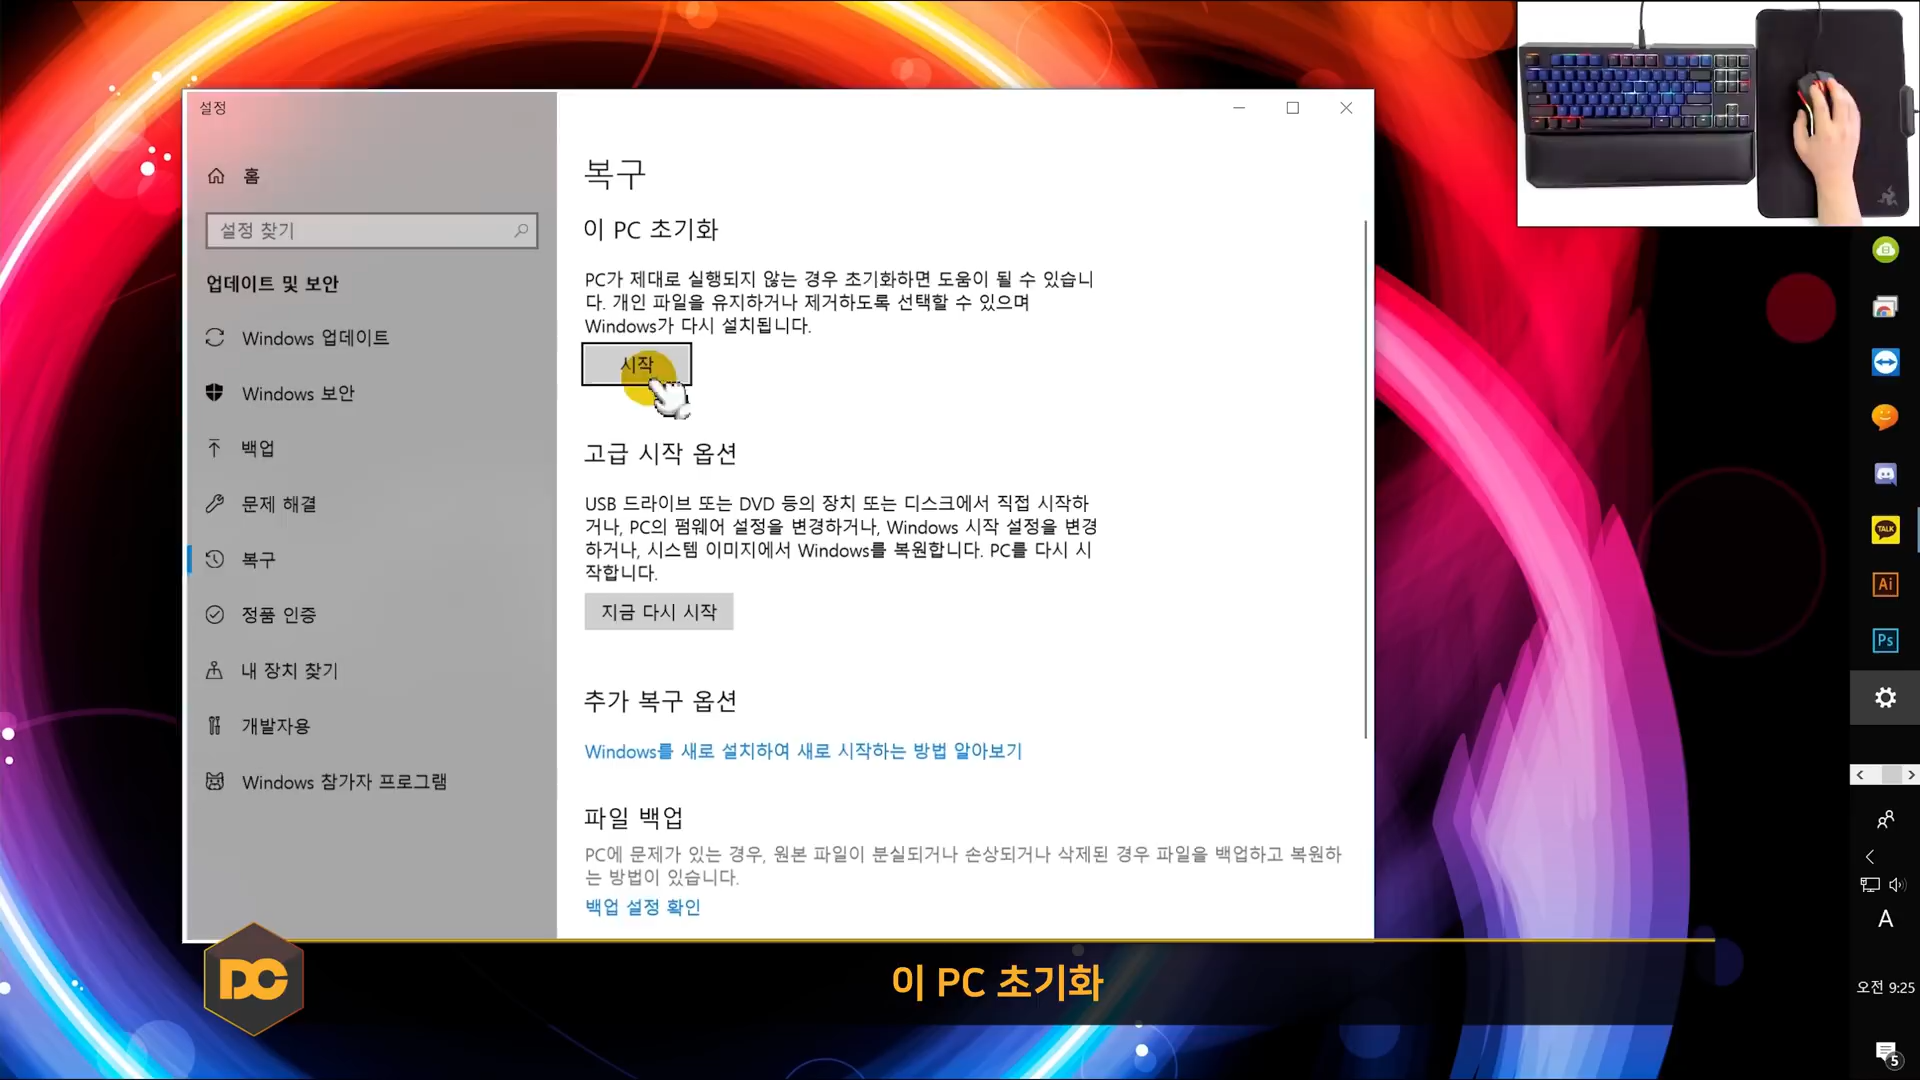 설정
홈
설정 찾기
업데이트 및 보안
Windows 업데이트
Windows 보안
백업
문제 해결
복구
정품 인증
내 장치 찾기
개발자용
Windows 참가자 프로그램
복구
이 PC 초기화
PC가 제대로 실행되지 않는 경우 초기화하면 도움이 될 수 있습니
다. 개인 파일을 유지하거나 제거하도록 선택할 수 있으며
Windows가 다시 설치됩니다.
시작
고급 시작 옵션
USB 드라이브 또는 DVD 등의 장치 또는 디스크에서 직접 시작하
거나, PC의 펌웨어 설정을 변경하거나, Windows 시작 설정을 변경
하거나, 시스템 이미지에서 Windows를 복원합니다. PC를 다시 시
작합니다.
지금 다시 시작
추가 복구 옵션
Windows를 새로 설치하여 새로 시작하는 방법 알아보기
파일 백업
PC에 문제가 있는 경우, 원본 파일이 분실되거나 손상되거나 삭제된 경우 파일을 백업하고 복원하
는 방법이 있습니다.
백업 설정 확인
TALK
Ai
Ps
A
오전 9:25
5
DC
이 PC 초기화